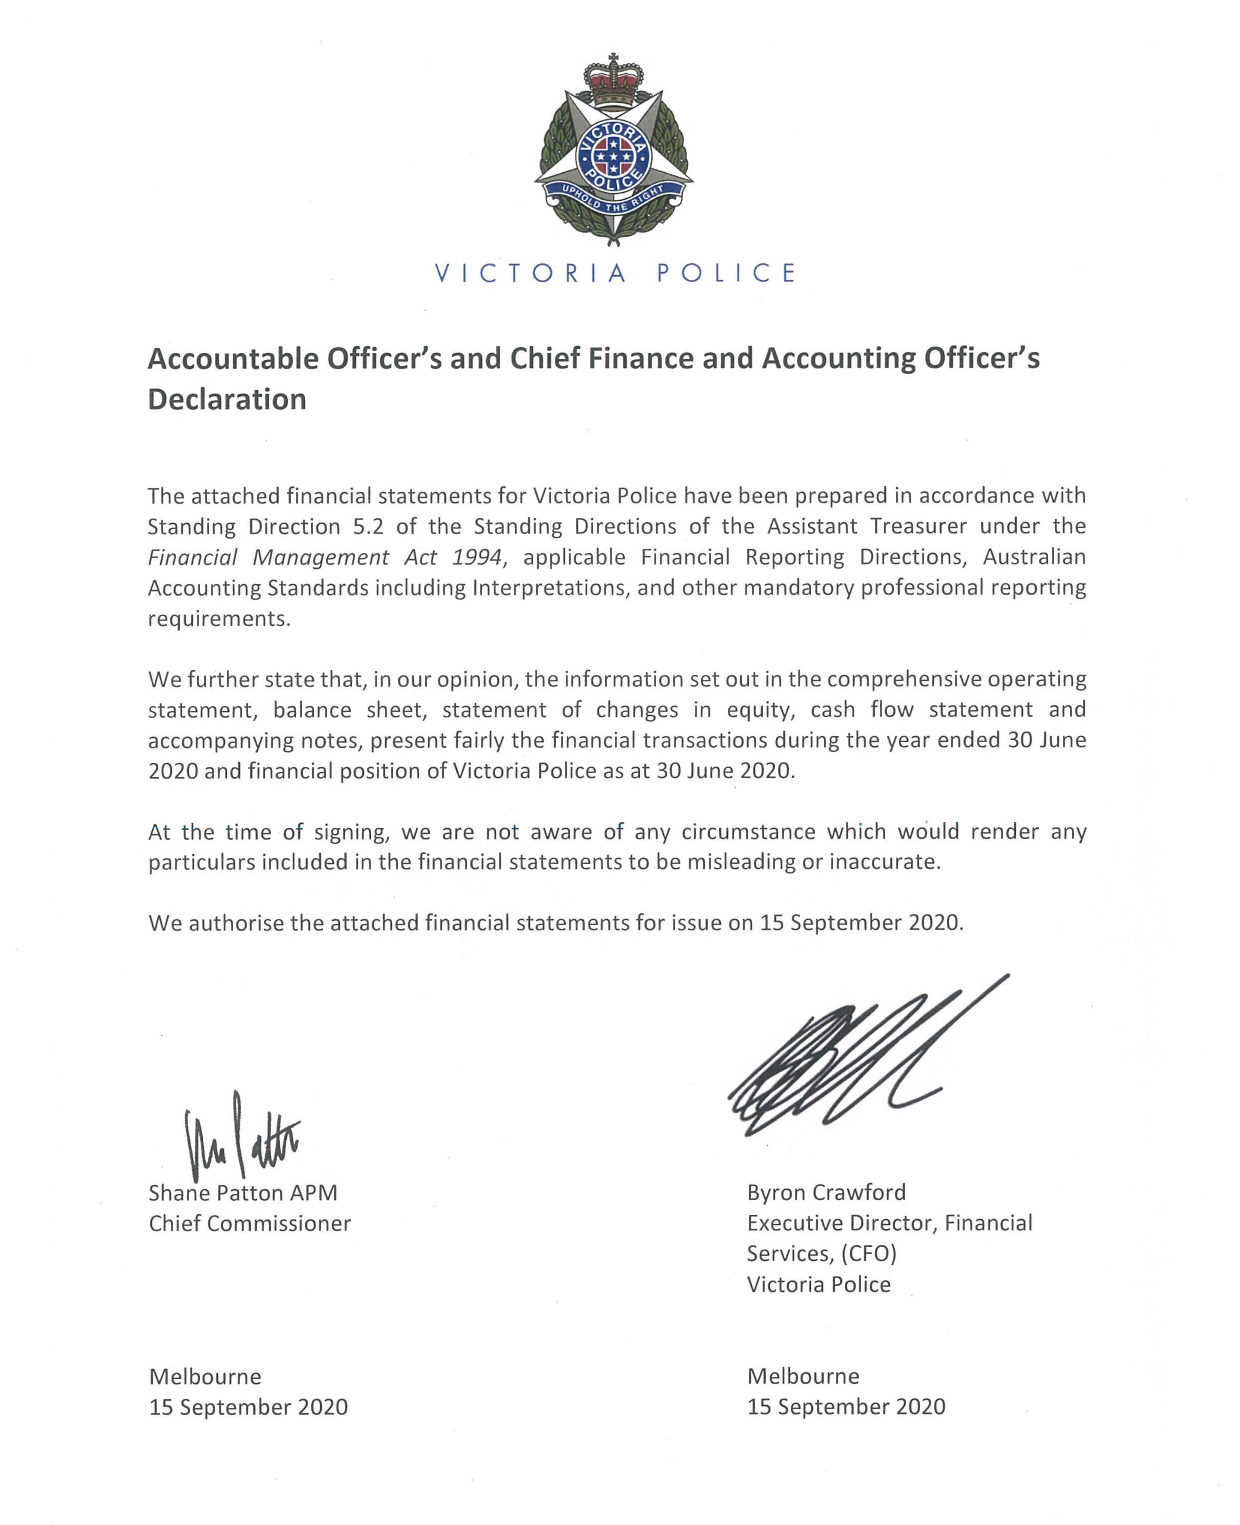 VICTORIA
POLICE
UPHOLD THE RIGHT
VICTORIA POLICE
Accountable Officer’s and Chief Finance and Accounting Officer’s
Declaration
The attached financial statements for Victoria Police have been prepared in accordance with
Standing Direction 5.2 of the Standing Directions of the Assistant Treasurer under the
Financial Management Act 1994, applicable Financial Reporting Directions, Australian
Accounting Standards including Interpretations, and other mandatory professional reporting
requirements.
We further state that, in our opinion, the information set out in the comprehensive operating
statement, balance sheet, statement of changes in equity, cash flow statement and
accompanying notes, present fairly the financial transactions during the year ended 30 June
2020 and financial position of Victoria Police as at 30 June 2020.
At the time of signing, we are not aware of any circumstance which would render any
particulars included in the financial statements to be misleading or inaccurate.
We authorise the attached financial statements for issue on 15 September 2020.
Shane Patton APM
Chief Commissioner
Byron Crawford
Executive Director, Financial
Services, (CFO)
Victoria Police
Melbourne
15 September 2020
Melbourne
15 September 2020